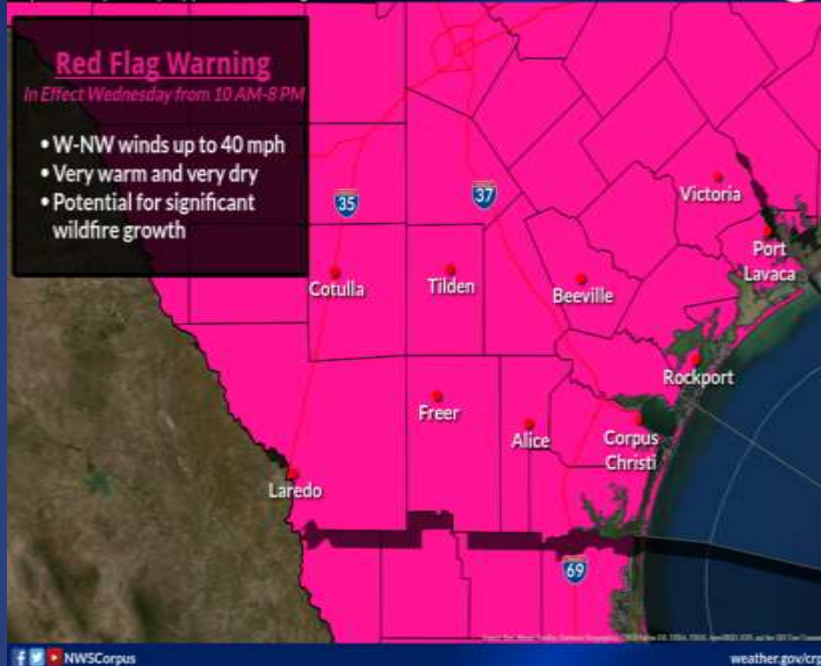 Red Flag Warning
In Effect Wednesday from 10 AM-8 PM
• W-NW winds up to 40 mph
• Very warm and very dry
• Potential for significant
wildfire growth
35
37
Victoria
Port
Lavaca
Cotulla
Tilden
Beeville
Rockport
Freer
Alice
Corpus
Christi
Laredo
69
NWSCorpus
weather.gov/crp